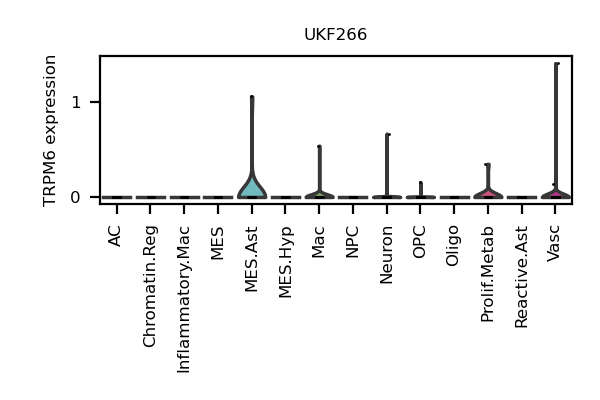 UKF266
TRPM6 expression
1
0
AC
Chromatin.Reg
Inflammatory.Mac
MES
MES.Ast
MES.Hyp
Mac
NPC
Neuron
OPC
Oligo
Prolif.Metab
Reactive.Ast
Vasc